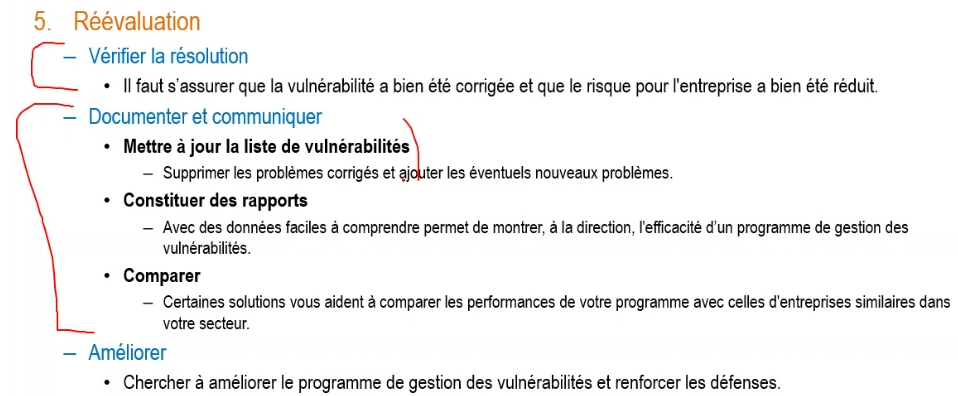 5. Réévaluation
– Vérifier la résolution
• Il faut s'assurer que la vulnérabilité a bien été corrigée et que le risque pour l'entreprise a bien été réduit.
– Documenter et communiquer
• Mettre à jour la liste de vulnérabilités
– Supprimer les problèmes corrigés et ajouter les éventuels nouveaux problèmes.
• Constituer des rapports
– Avec des données faciles à comprendre permet de montrer, à la direction, l'efficacité d'un programme de gestion des
vulnérabilités.
• Comparer
– Certaines solutions vous aident à comparer les performances de votre programme avec celles d'entreprises similaires dans
votre secteur.
– Améliorer
• Chercher à améliorer le programme de gestion des vulnérabilités et renforcer les défenses.